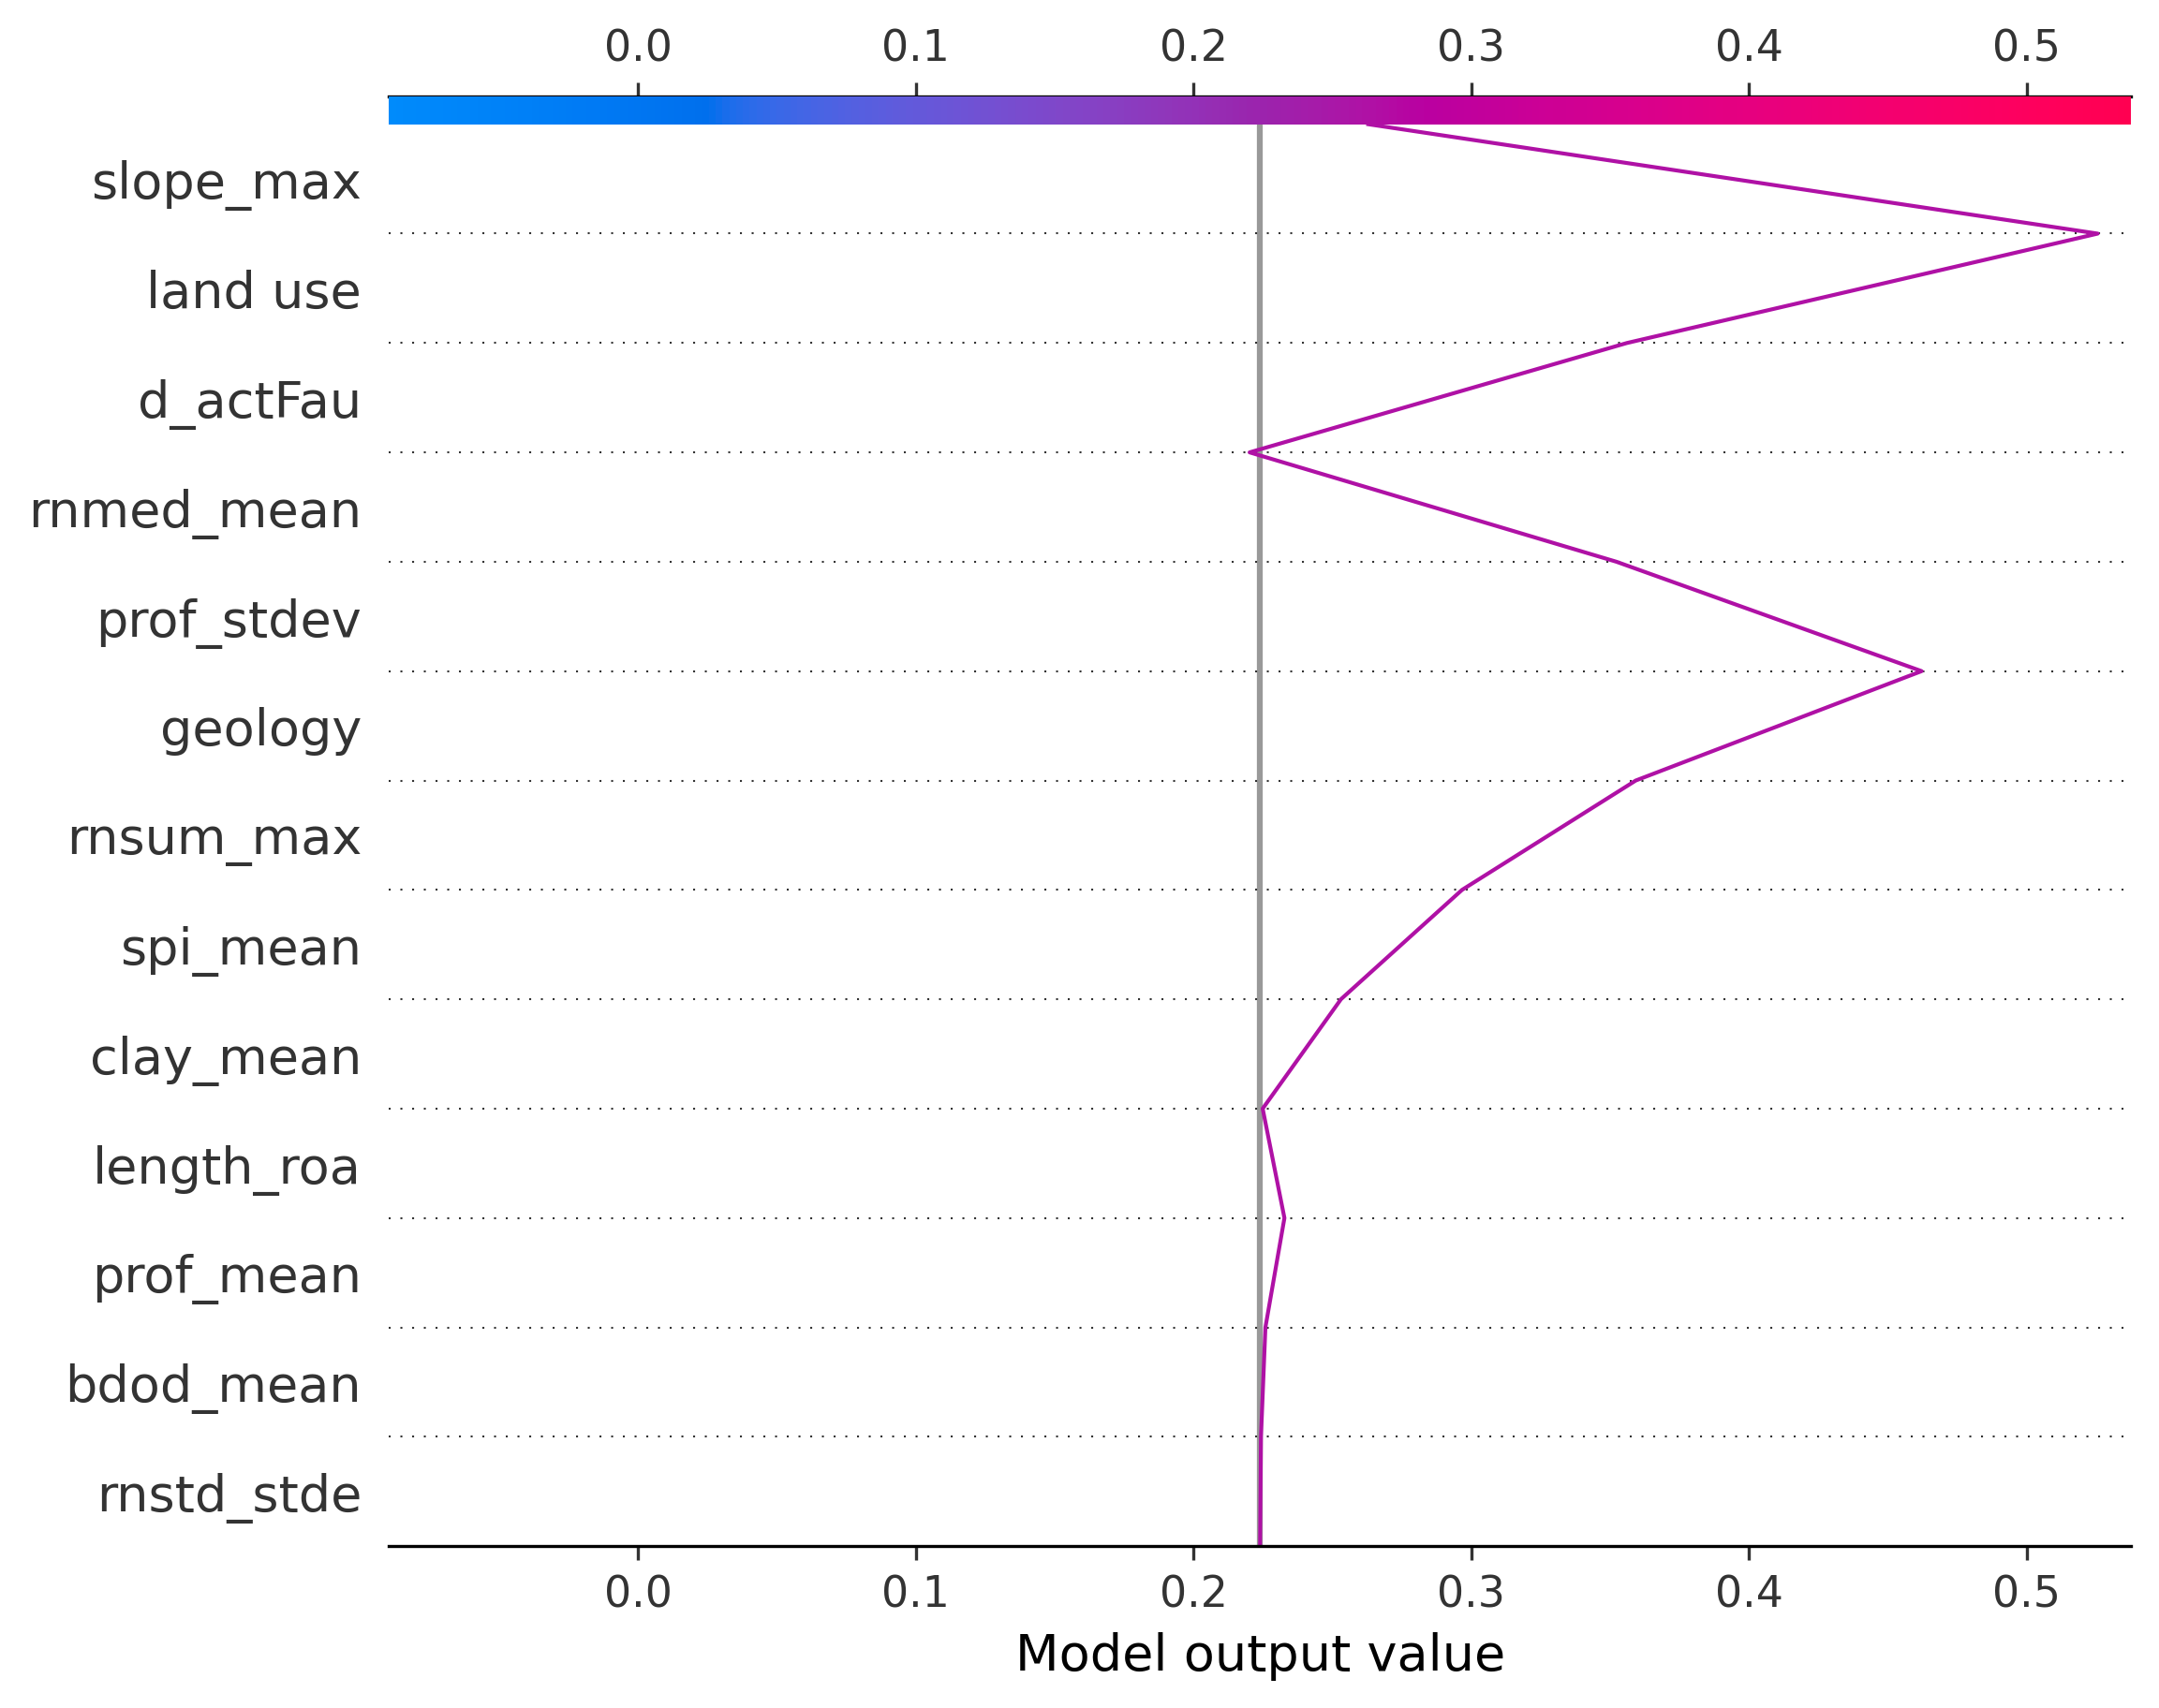 0.0 0.1 0.2 0.3 0.4 0.5
slope_max
land use
d_actFau
rnmed_mean
prof_stdev
geology
rnsum_max
spi_mean
clay_mean
length_roa
prof_mean
bdod_mean
rnstd_stde
0.0 0.1 0.2 0.3 0.4 0.5
Model output value